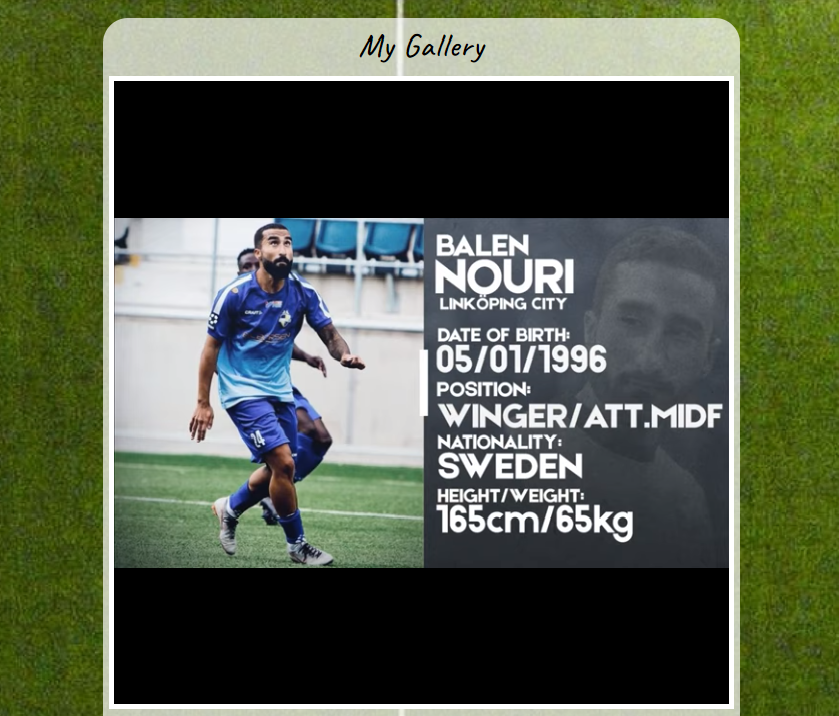 My Gallery
BALEN
NOURI
LINKÖPING CITY
DATE OF BIRTH:
05/01/1996
POSITION:
WINGER/ATT.MIDF
NATIONALITY:
SWEDEN
HEIGHT/WEIGHT:
165cm/65kg
24